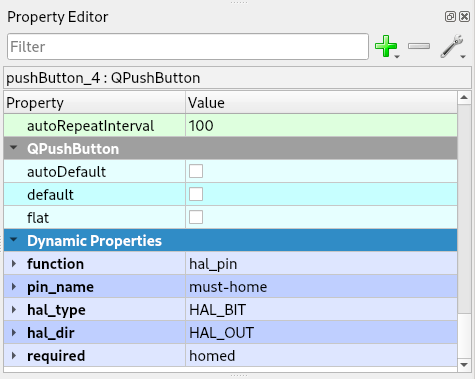 Property Editor
Filter
pushButton_4 : QPushButton
Property Value
autoRepeatInterval 100
QPushButton
autoDefault
default
flat
Dynamic Properties
function hal_pin
pin_name must-home
hal_type HAL_BIT
hal_dir HAL_OUT
required homed